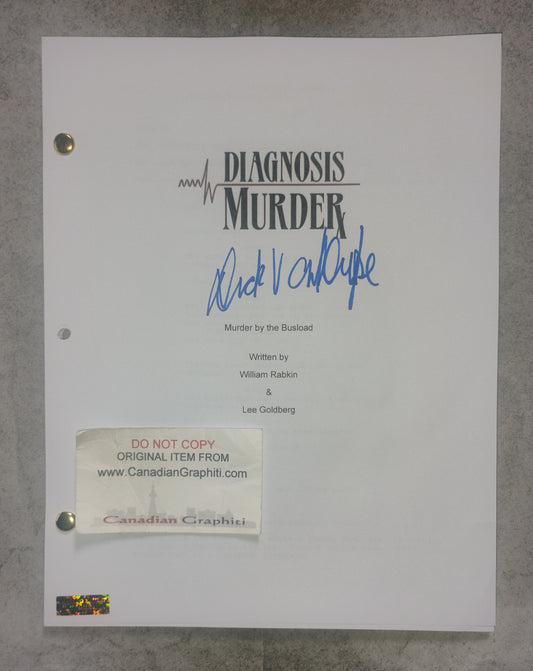 DIAGNOSIS
MURDER
Dick Van Dyke
Murder by the Busload
Written by
William Rabkin
&
Lee Goldberg
DO NOT COPY
ORIGINAL ITEM FROM
www.CanadianGraphiti.com
Canadian Graphiti